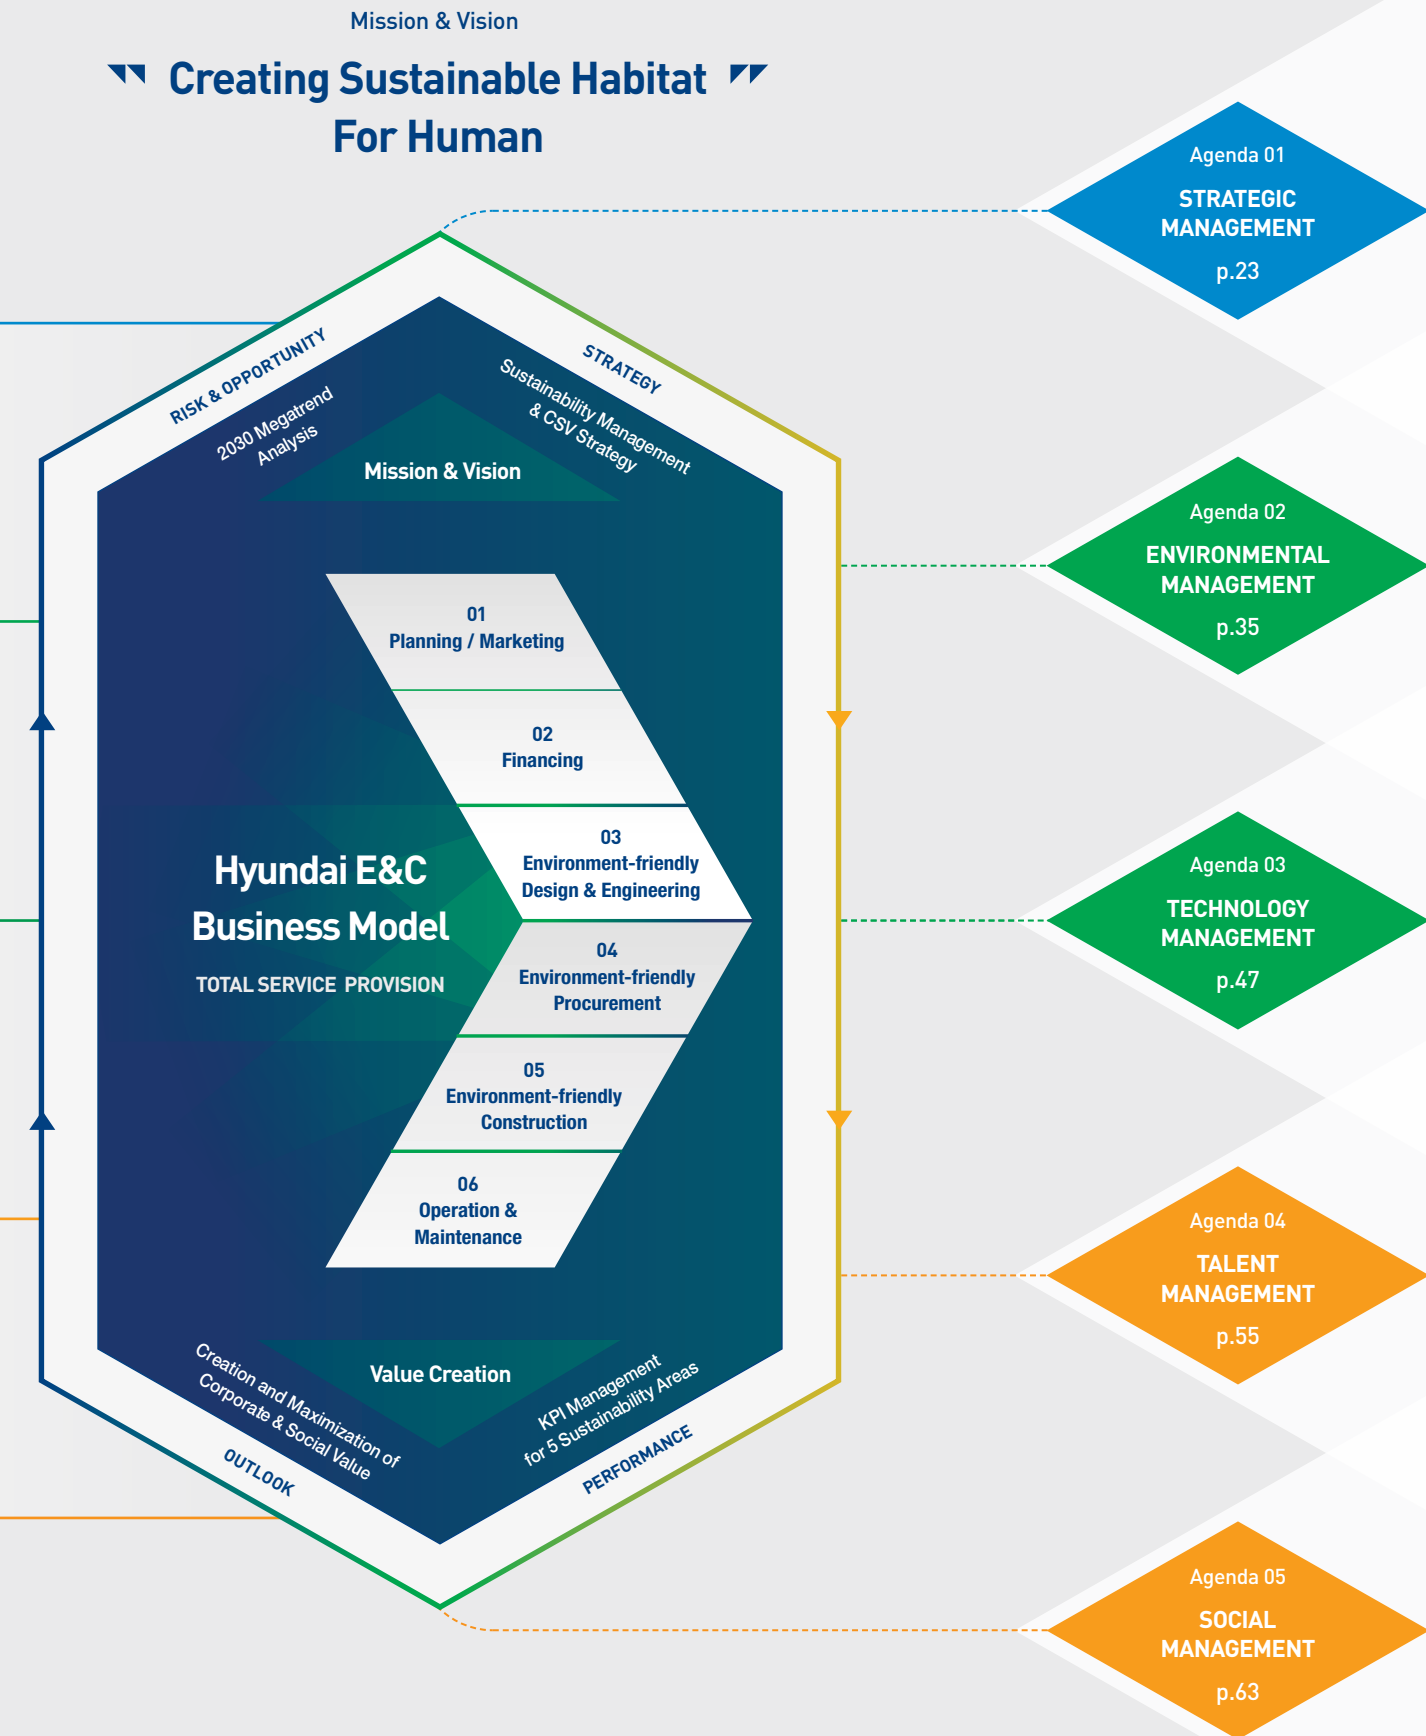 Mission & Vision
Creating Sustainable Habitat
For Human
RISK & OPPORTUNITY
2030 Megatrend
Analysis
STRATEGY
Sustainability Management
& CSV Strategy
Mission & Vision
01
Planning / Marketing
02
Financing
03
Environment-friendly
Design & Engineering
Hyundai E&C
Business Model
TOTAL SERVICE PROVISION
04
Environment-friendly
Procurement
05
Environment-friendly
Construction
06
Operation &
Maintenance
Value Creation
Creation and Maximization of
Corporate & Social Value
OUTLOOK
KPI Management
for 5 Sustainability Areas
PERFORMANCE
Agenda 01
STRATEGIC
MANAGEMENT
p.23
Agenda 02
ENVIRONMENTAL
MANAGEMENT
p.35
Agenda 03
TECHNOLOGY
MANAGEMENT
p.47
Agenda 04
TALENT
MANAGEMENT
p.55
Agenda 05
SOCIAL
MANAGEMENT
p.63